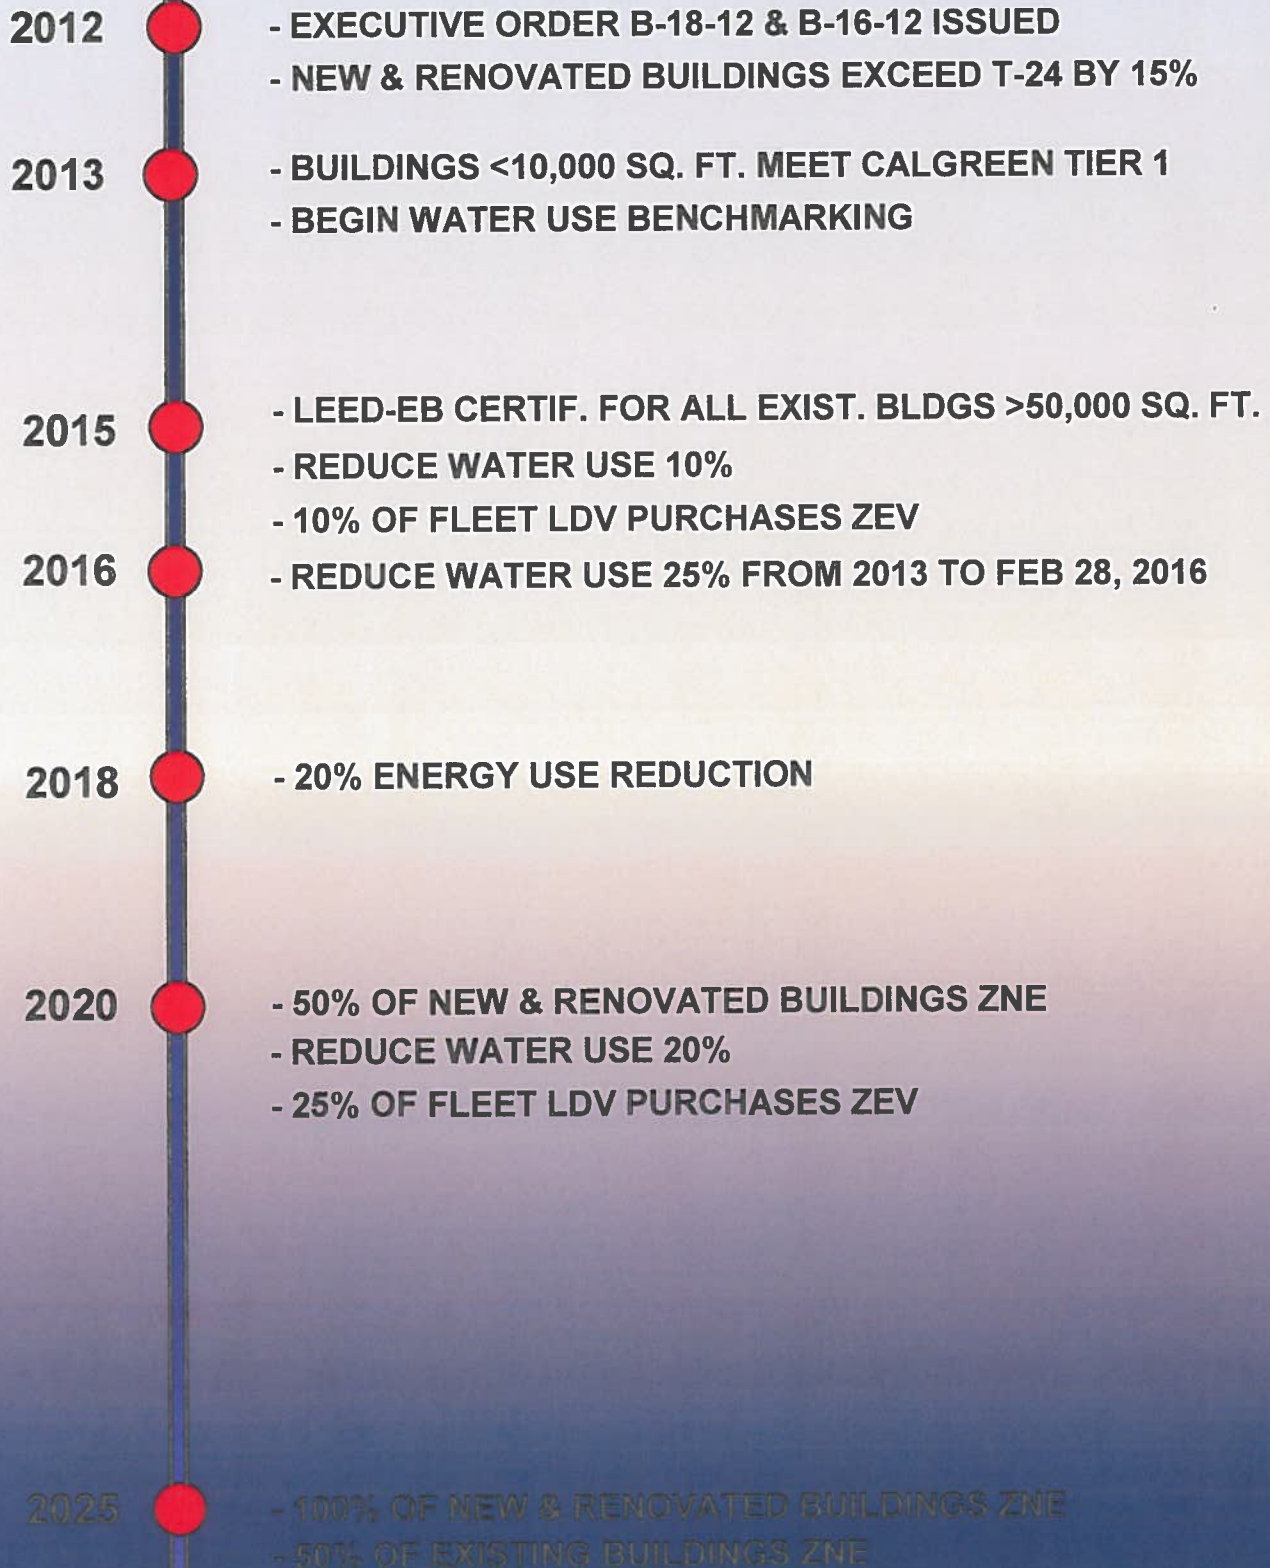 2012
- EXECUTIVE ORDER B-18-12 & B-16-12 ISSUED
- NEW & RENOVATED BUILDINGS EXCEED T-24 BY 15%
2013
- BUILDINGS <10,000 SQ. FT. MEET CALGREEN TIER 1
- BEGIN WATER USE BENCHMARKING
2015
- LEED-EB CERTIF. FOR ALL EXIST. BLDGS >50,000 SQ. FT.
- REDUCE WATER USE 10%
- 10% OF FLEET LDV PURCHASES ZEV
2016
- REDUCE WATER USE 25% FROM 2013 TO FEB 28, 2016
2018
- 20% ENERGY USE REDUCTION
2020
- 50% OF NEW & RENOVATED BUILDINGS ZNE
- REDUCE WATER USE 20%
- 25% OF FLEET LDV PURCHASES ZEV
2025
- 100% OF NEW & RENOVATED BUILDINGS ZNE
- 50% OF EXISTING BUILDINGS ZNE